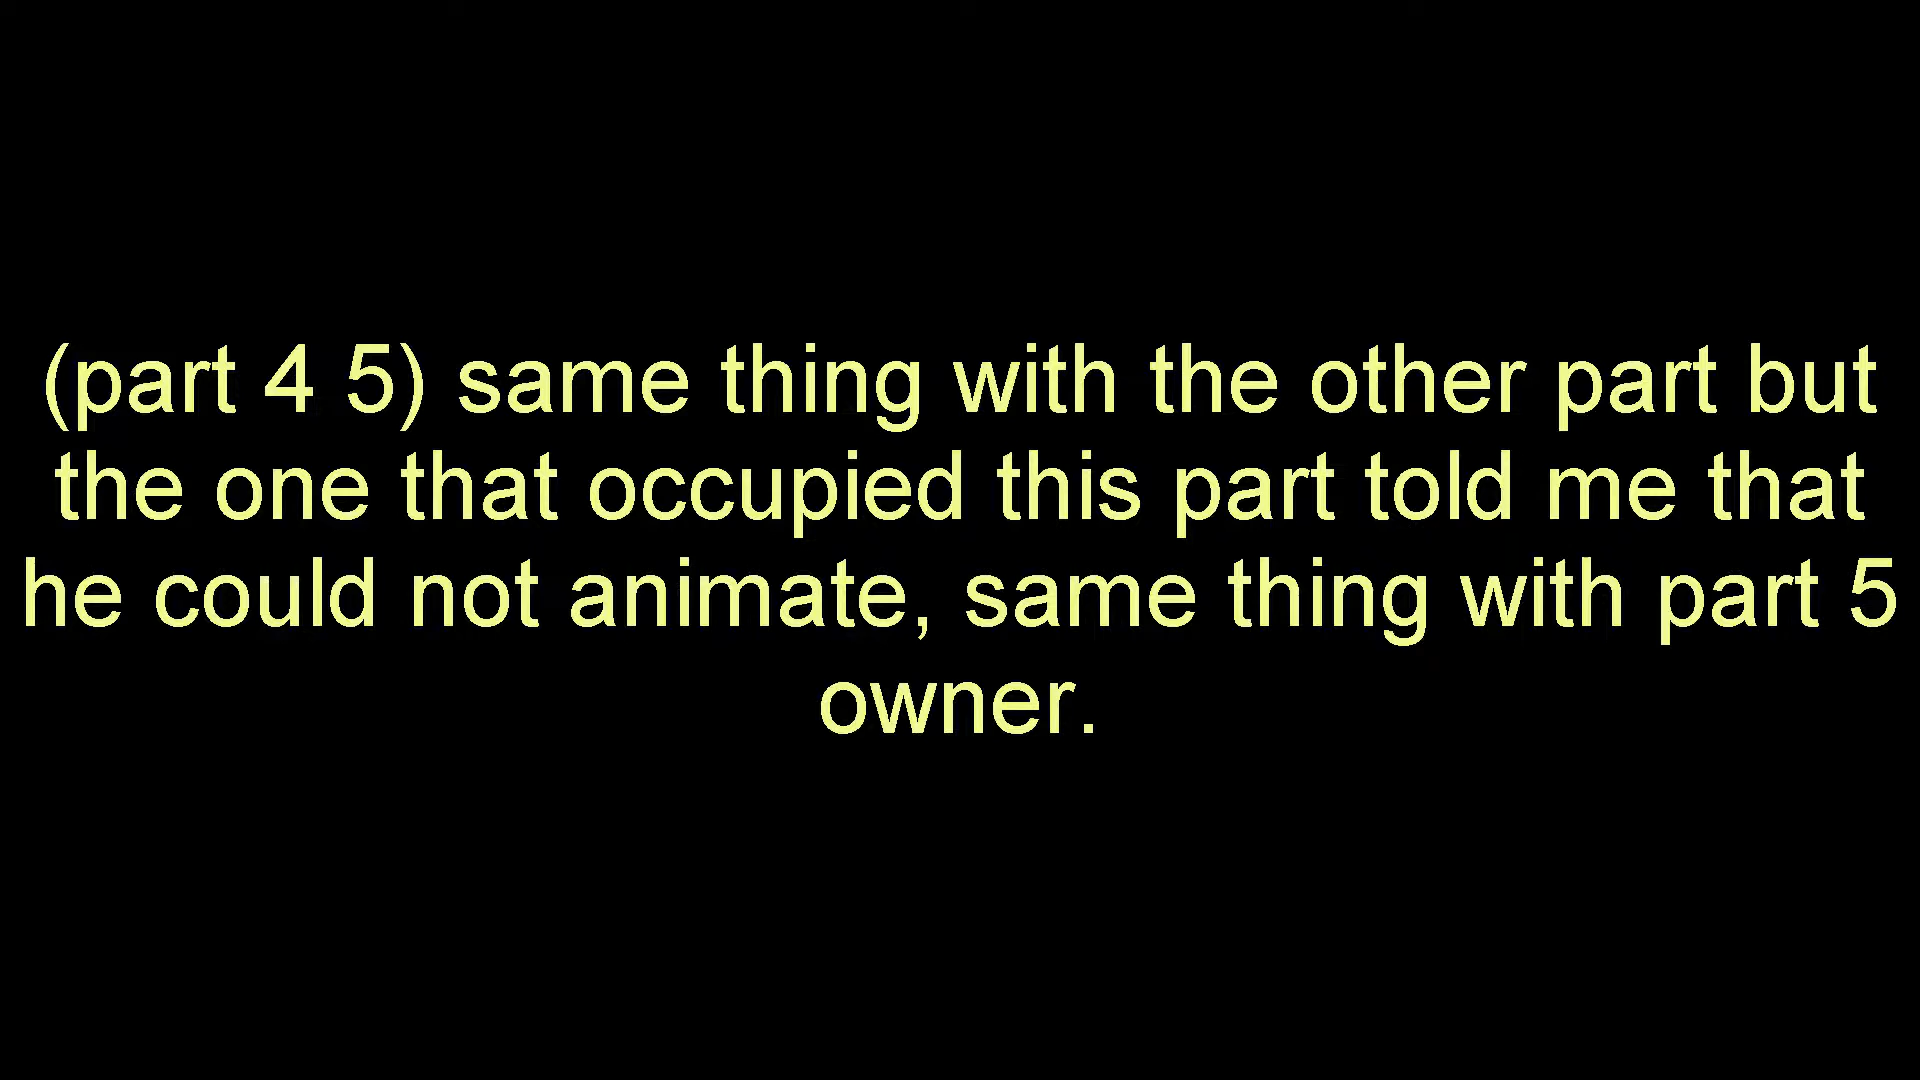 (part 4 5) same thing with the other part but
the one that occupied this part told me that
he could not animate, same thing with part 5
owner.